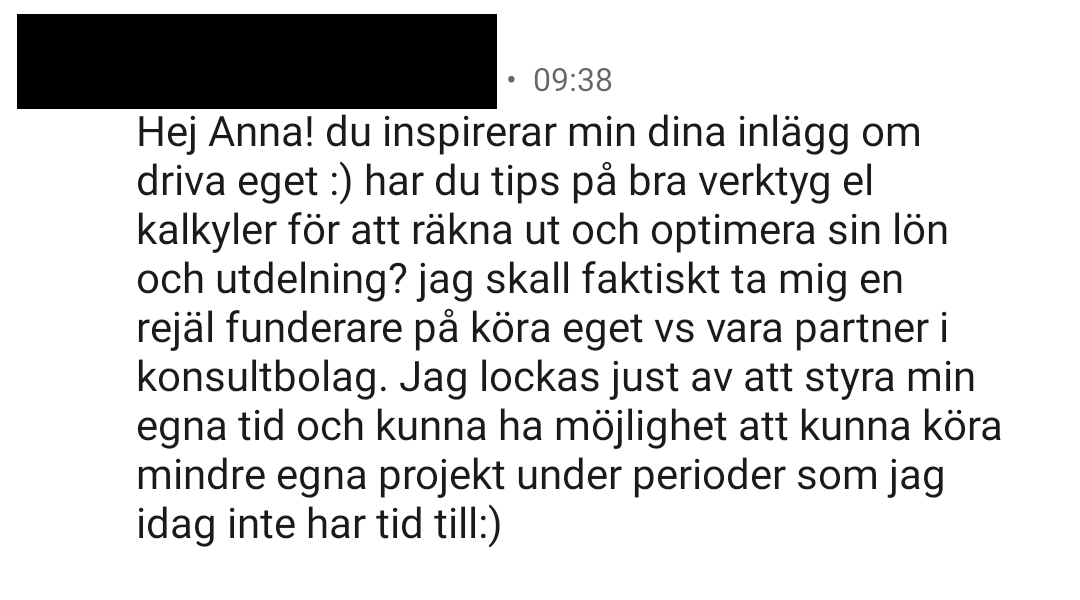 • 09:38
Hej Anna! du inspirerar min dina inlägg om
driva eget :) har du tips på bra verktyg el
kalkyler för att räkna ut och optimera sin lön
och utdelning? jag skall faktiskt ta mig en
rejäl funderare på köra eget vs vara partner i
konsultbolag. Jag lockas just av att styra min
egna tid och kunna ha möjlighet att kunna köra
mindre egna projekt under perioder som jag
idag inte har tid till:)